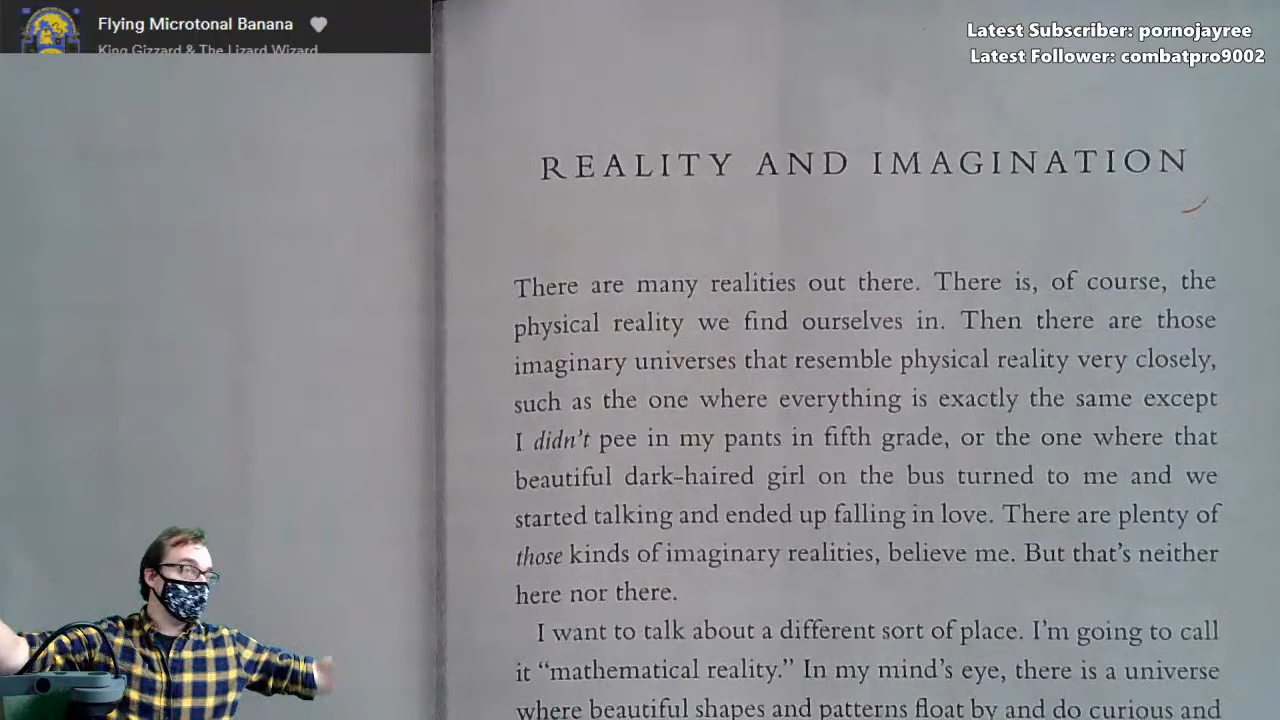 Flying Microtonal Banana
King Gizzard & The Lizard Wizard
Latest Subscriber: pornojayree
Latest Follower: combatpro9002
REALITY AND IMAGINATION
There are many realities out there. There is, of course, the
physical reality we find ourselves in. Then there are those
imaginary universes that resemble physical reality very closely,
such as the one where everything is exactly the same except
I didn't pee in my pants in fifth grade, or the one where that
beautiful dark-haired girl on the bus turned to me and we
started talking and ended up falling in love. There are plenty of
those kinds of imaginary realities, believe me. But that's neither
here nor there.
I want to talk about a different sort of place. I'm going to call
it “mathematical reality.” In my mind's eye, there is a universe
where beautiful shapes and patterns float by and do curious and